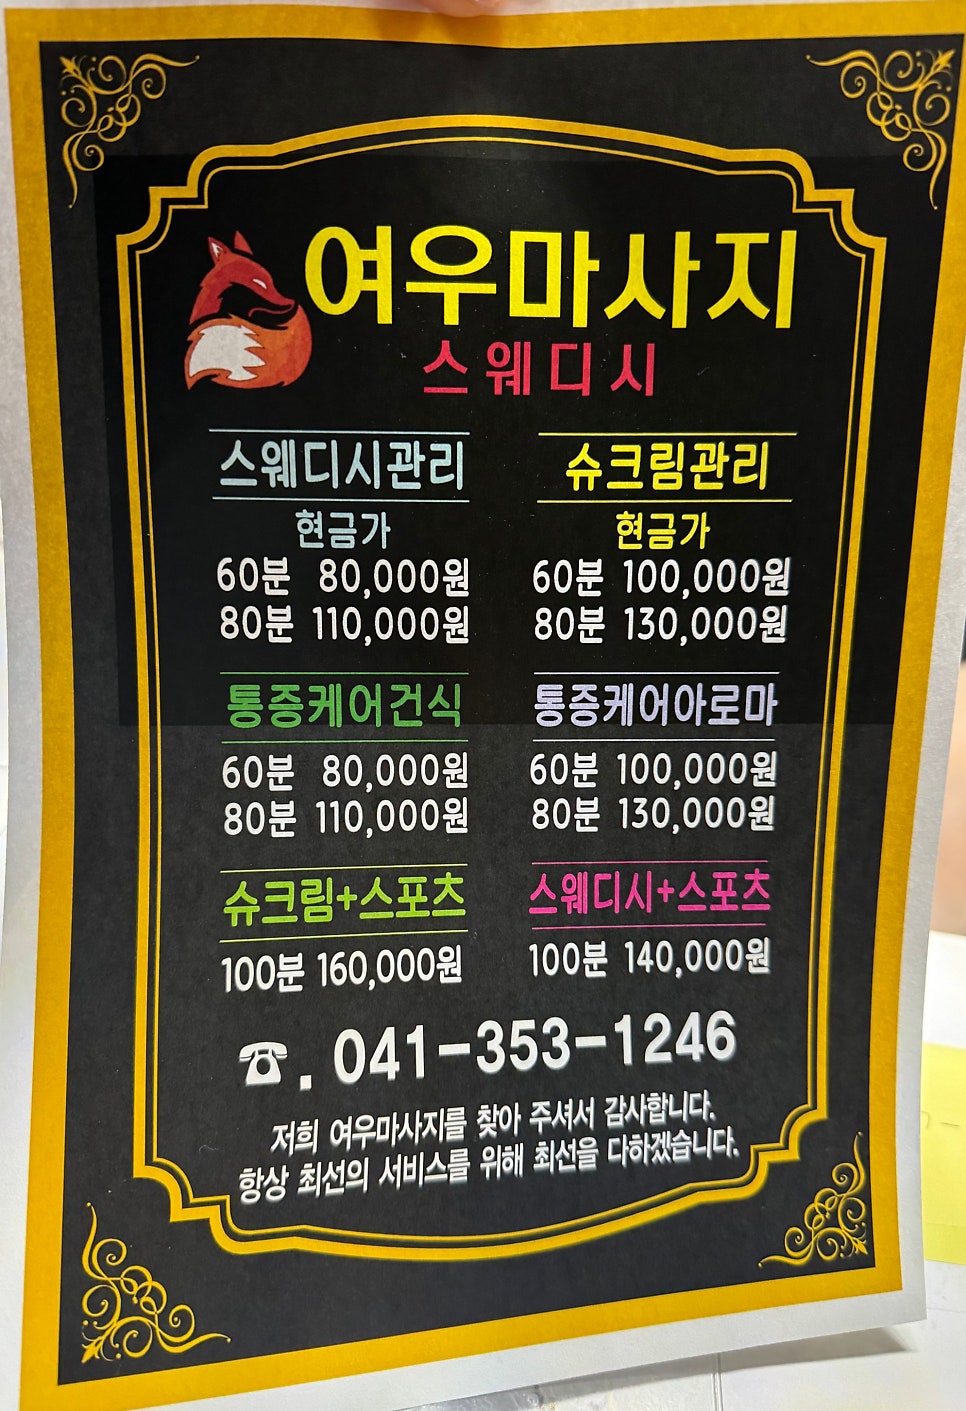 여우마사지
스웨디시
스웨디시관리
현금가
60분 80,000원
80분 110,000원
슈크림관리
현금가
60분 100,000원
80분 130,000원
통증케어건식
60분 80,000원
80분 110,000원
통증케어아로마
60분 100,000원
80분 130,000원
슈크림+스포츠
100분 160,000원
스웨디시+스포츠
100분 140,000원
☎. 041-353-1246
저희 여우마사지를 찾아 주셔서 감사합니다.
항상 최선의 서비스를 위해 최선을 다하겠습니다.